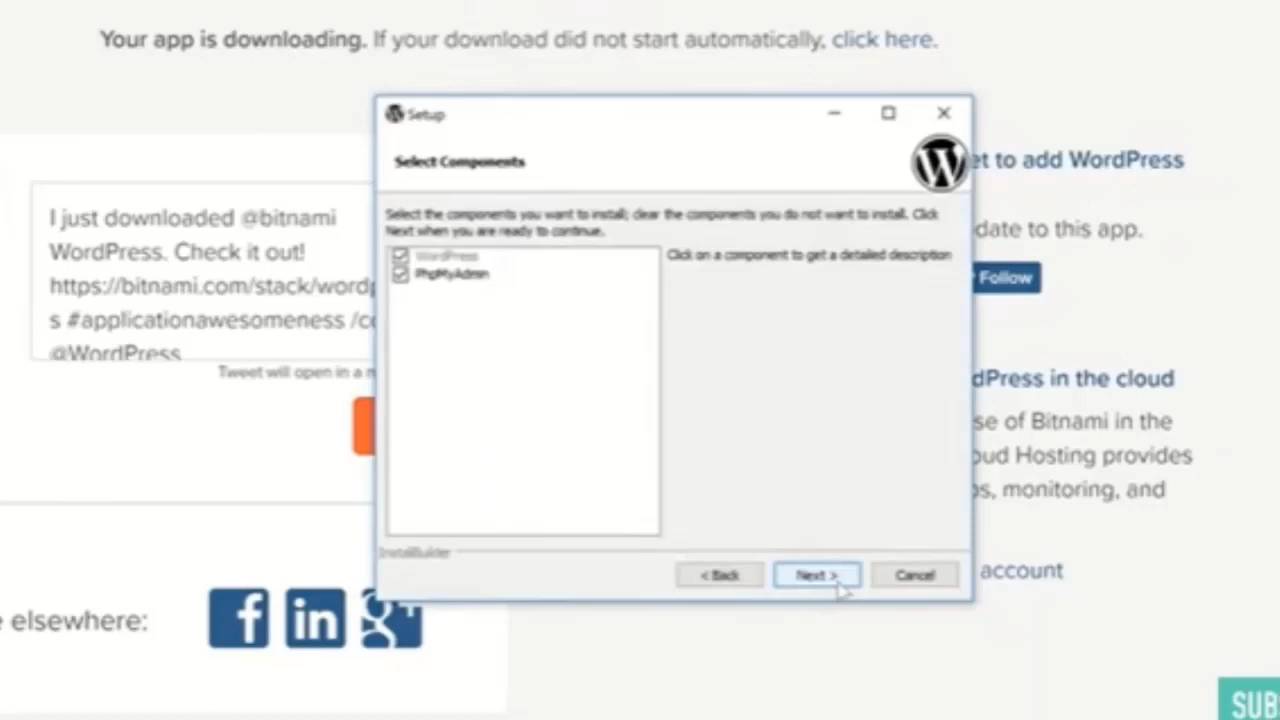 Your app is downloading. If your download did not start automatically, click here.
Setup
Select Components
et to add WordPress
Select the components you want to install; clear the components you do not want to install. Click
Next when you are ready to continue.
I just downloaded @bitnami
WordPress. Check it out!
https://bitnami.com/stack/wordp
s #applicationawesomeness /co
@WordPress
WordPress
PhpMyAdmin
Click on a component to get a detailed description
date to this app.
Follow
Tweet will open in a n
dPress in the cloud
se of Bitnami in the
oud Hosting provides
s, monitoring, and
InstallBuilder
< Back
Next >
Cancel
account
elsewhere:
f
in
g+
SUB